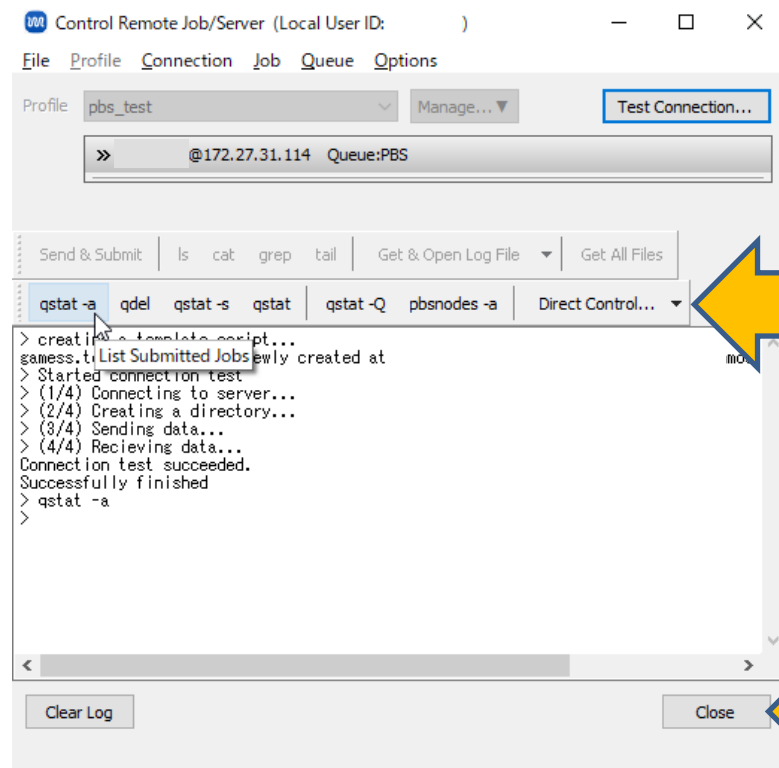 Control Remote Job/Server (Local User ID: )
File Profile Connection Job Queue Options
Profile pbs_test Manage...▼ Test Connection...
» @172.27.31.114 Queue:PBS
Send & Submit ls cat grep tail Get & Open Log File Get All Files
qstat -a qdel qstat -s qstat qstat -Q pbsnodes -a Direct Control...
> creating a template script...
gamess.t ewly created at
List Submitted Jobs
> Started connection test
> (1/4) Connecting to server...
> (2/4) Creating a directory...
> (3/4) Sending data...
> (4/4) Recieving data...
Connection test succeeded.
Successfully finished
> qstat -a
>
Clear Log Close